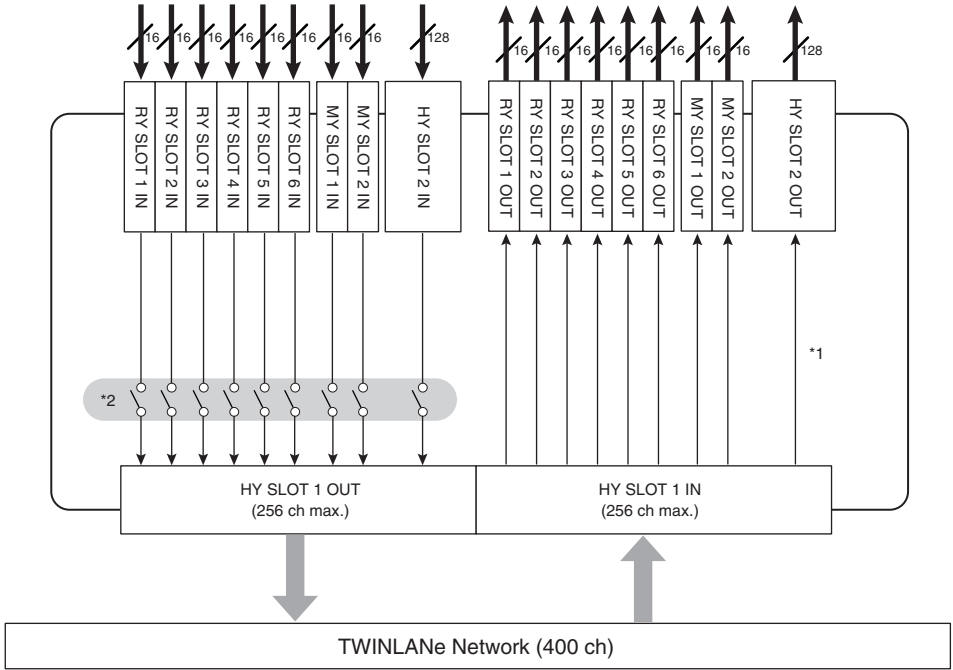 16 16 16 16 16 16 16 16 128 16 16 16 16 16 16 16 16 128
RY SLOT 1 IN
RY SLOT 2 IN
RY SLOT 3 IN
RY SLOT 4 IN
RY SLOT 5 IN
RY SLOT 6 IN
MY SLOT 1 IN
MY SLOT 2 IN
HY SLOT 2 IN
RY SLOT 1 OUT
RY SLOT 2 OUT
RY SLOT 3 OUT
RY SLOT 4 OUT
RY SLOT 5 OUT
RY SLOT 6 OUT
MY SLOT 1 OUT
MY SLOT 2 OUT
HY SLOT 2 OUT
*1
*2
HY SLOT 1 OUT
(256 ch max.)
HY SLOT 1 IN
(256 ch max.)
TWINLANe Network (400 ch)